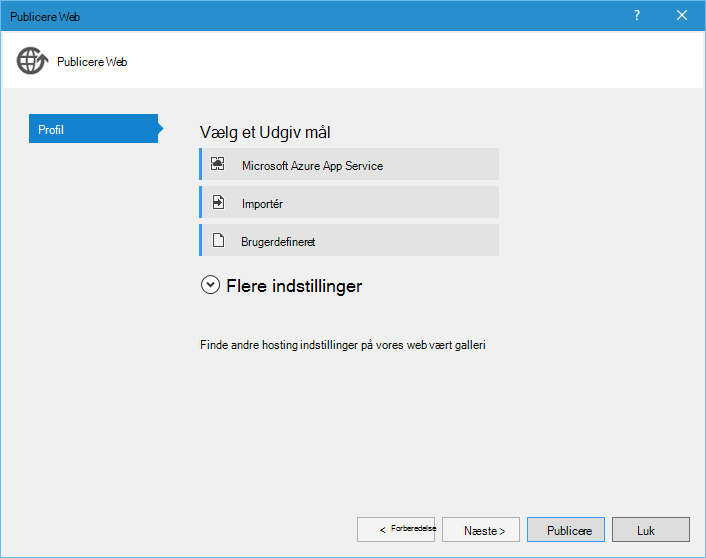 Publicere Web
?
Publicere Web
Profil
Vælg et Udgiv mål
Microsoft Azure App Service
Importér
Brugerdefineret
Flere indstillinger
Finde andre hosting indstillinger på vores web vært galleri
< Forberedelse
Næste >
Publicere
Luk